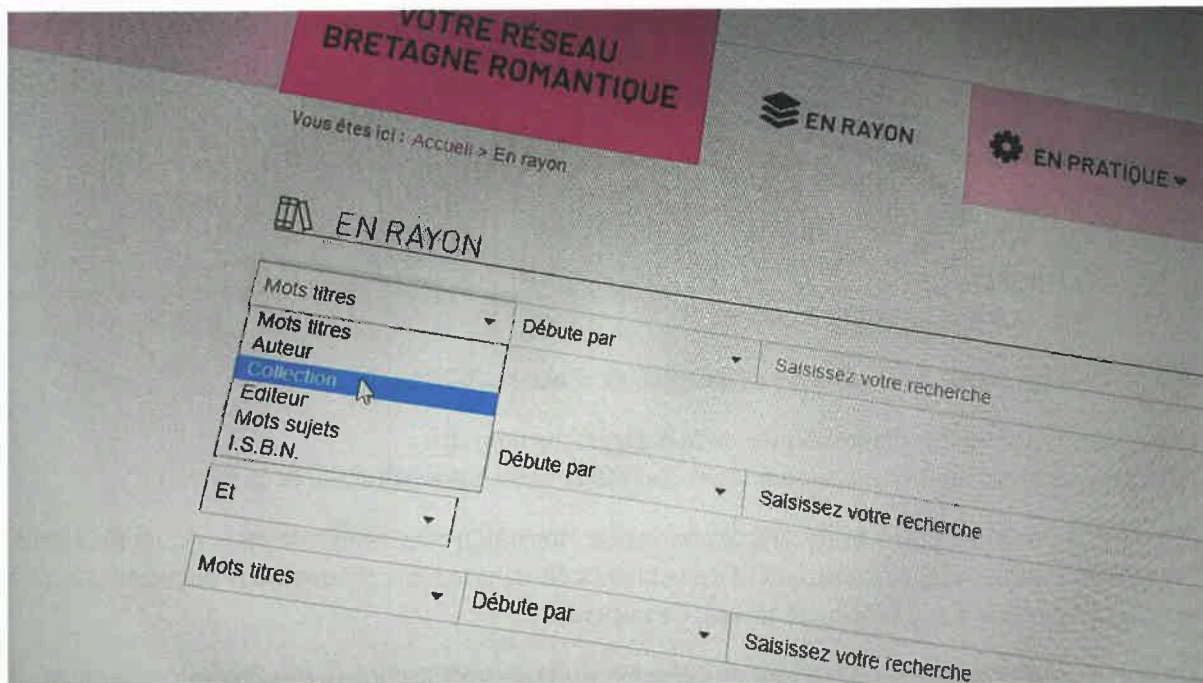 VOTRE RÉSEAU
BRETAGNE ROMANTIQUE
EN RAYON
EN PRATIQUE
Vous êtes ici : Accueil > En rayon
EN RAYON
Mots titres
Débute par
Saisissez votre recherche
Mots titres
Auteur
Collection
Editeur
Mots sujets
I.S.B.N.
Débute par
Saisissez votre recherche
Et
Mots titres
Débute par
Saisissez votre recherche